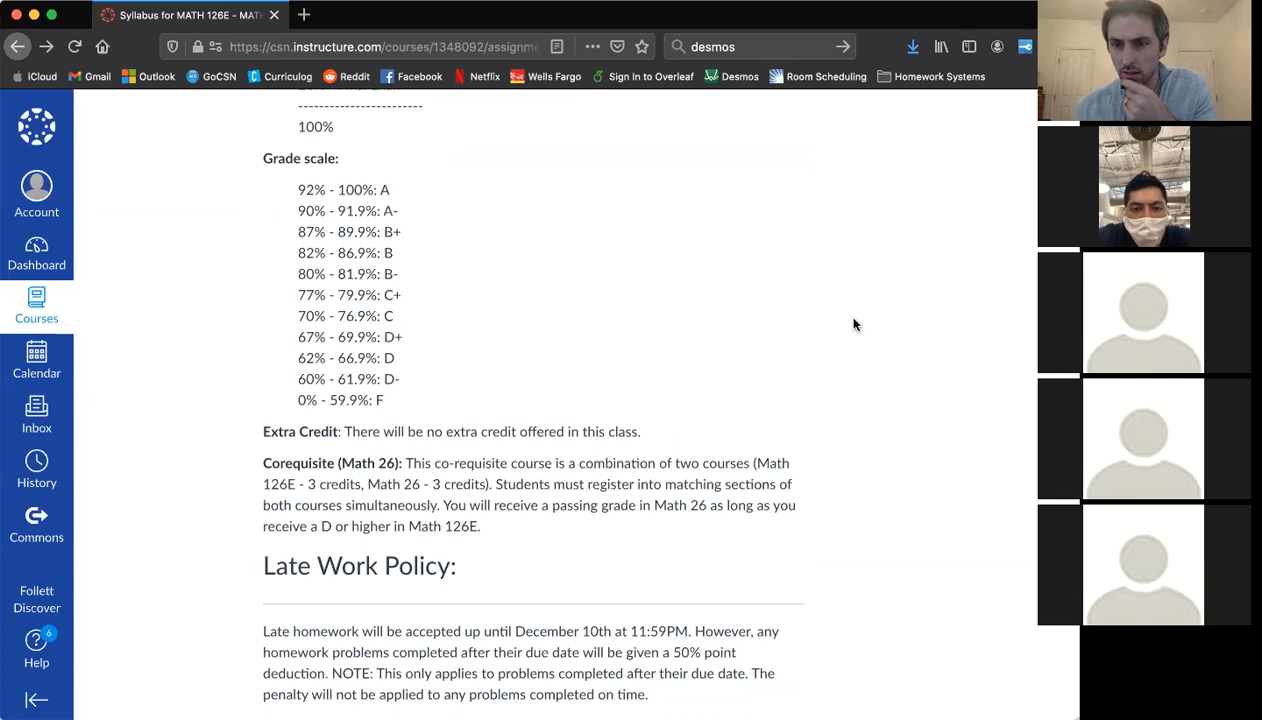 Syllabus for MATH 126E - MAT
https://csn.instructure.com/courses/1348092/assignm
desmos
iCloud
Gmail
Outlook
GoCSN
Curriculog
Reddit
Facebook
Netflix
Wells Fargo
Sign In to Overleaf
Desmos
Room Scheduling
Homework Systems
Account
Dashboard
Courses
Calendar
Inbox
History
Commons
Follett
Discover
6
Help
------------------------
100%
Grade scale:
92% - 100%: A
90% - 91.9%: A-
87% - 89.9%: B+
82% - 86.9%: B
80% - 81.9%: B-
77% - 79.9%: C+
70% - 76.9%: C
67% - 69.9%: D+
62% - 66.9%: D
60% - 61.9%: D-
0% - 59.9%: F
Extra Credit: There will be no extra credit offered in this class.
Corequisite (Math 26): This co-requisite course is a combination of two courses (Math
126E - 3 credits, Math 26 - 3 credits). Students must register into matching sections of
both courses simultaneously. You will receive a passing grade in Math 26 as long as you
receive a D or higher in Math 126E.
Late Work Policy:
Late homework will be accepted up until December 10th at 11:59PM. However, any
homework problems completed after their due date will be given a 50% point
deduction. NOTE: This only applies to problems completed after their due date. The
penalty will not be applied to any problems completed on time.